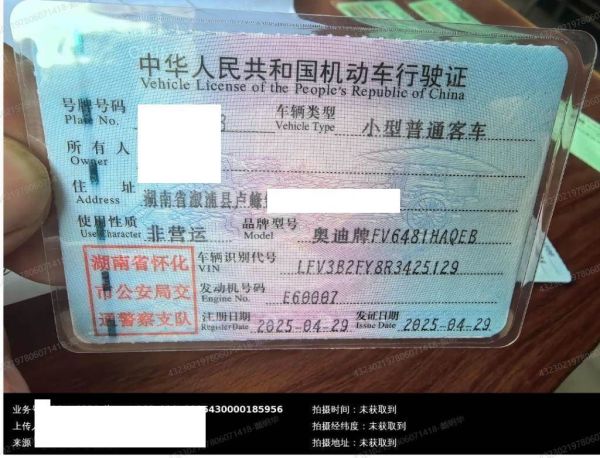 中华人民共和国机动车行驶证
Vehicle License of the People's Republic of China
号牌号码 车辆类型 小型普通客车
Plate No. Vehicle Type
所有人
Owner
住址 湖南省溆浦县卢峰
Address
使用性质 非营运 品牌型号 奥迪牌FV6481HAQEB
Use Character Model
湖南省怀化
市公安局交
通警察支队
车辆识别代号 LFV3B2FY8R3425129
VIN
发动机号码 E60007
Engine No.
注册日期 2025-04-29 发证日期 2025-04-29
Register Date Issue Date
业务 5430000185956 拍摄时间：未获取到
上传 拍摄经纬度：未获取到
来源 拍摄地址：未获取到